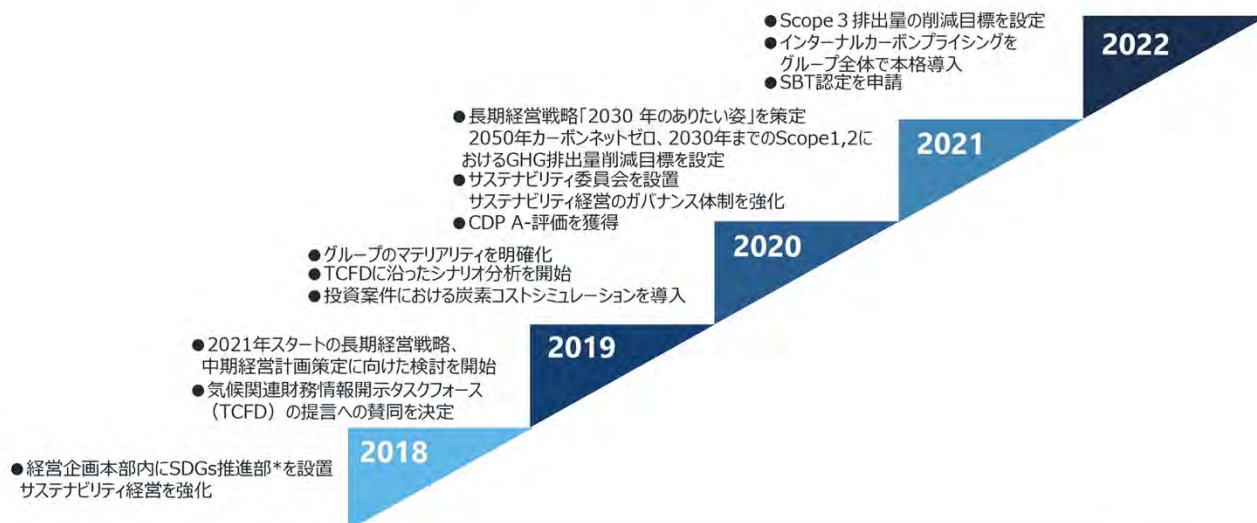 ●Scope 3 排出量の削減目標を設定
●インターナルカーボンプライシングを
グループ全体で本格導入
●SBT認定を申請
2022
●長期経営戦略「2030 年のありたい姿」を策定
2050年カーボンネットゼロ、2030年までのScope1,2に
おけるGHG排出量削減目標を設定
●サステナビリティ委員会を設置
サステナビリティ経営のガバナンス体制を強化
●CDP A-評価を獲得
2021
●グループのマテリアリティを明確化
●TCFDに沿ったシナリオ分析を開始
●投資案件における炭素コストシミュレーションを導入
2020
●2021年スタートの長期経営戦略、
中期経営計画策定に向けた検討を開始
●気候関連財務情報開示タスクフォース
（TCFD）の提言への賛同を決定
2019
●経営企画本部内にSDGs推進部*を設置
サステナビリティ経営を強化
2018